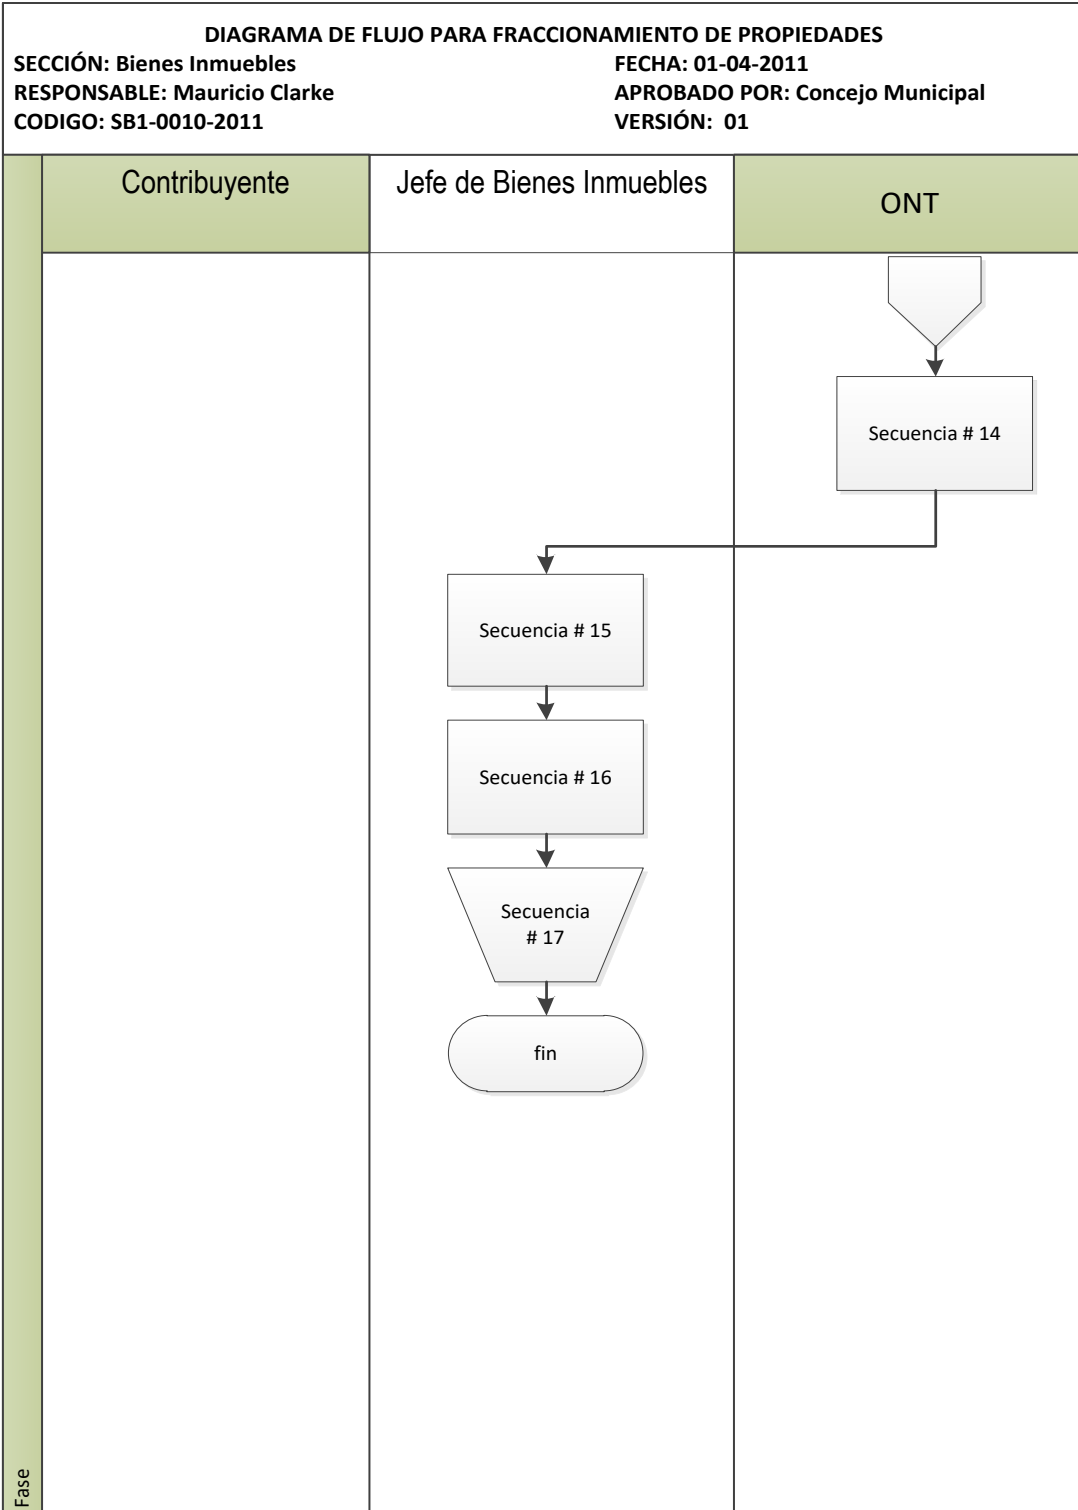 DIAGRAMA DE FLUJO PARA FRACCIONAMIENTO DE PROPIEDADES
SECCIÓN: Bienes Inmuebles
FECHA: 01-04-2011
RESPONSABLE: Mauricio Clarke
APROBADO POR: Concejo Municipal
CODIGO: SB1-0010-2011
VERSIÓN: 01
Contribuyente
Jefe de Bienes Inmuebles
ONT
Secuencia # 14
Secuencia # 15
Secuencia # 16
Secuencia
# 17
fin
Fase